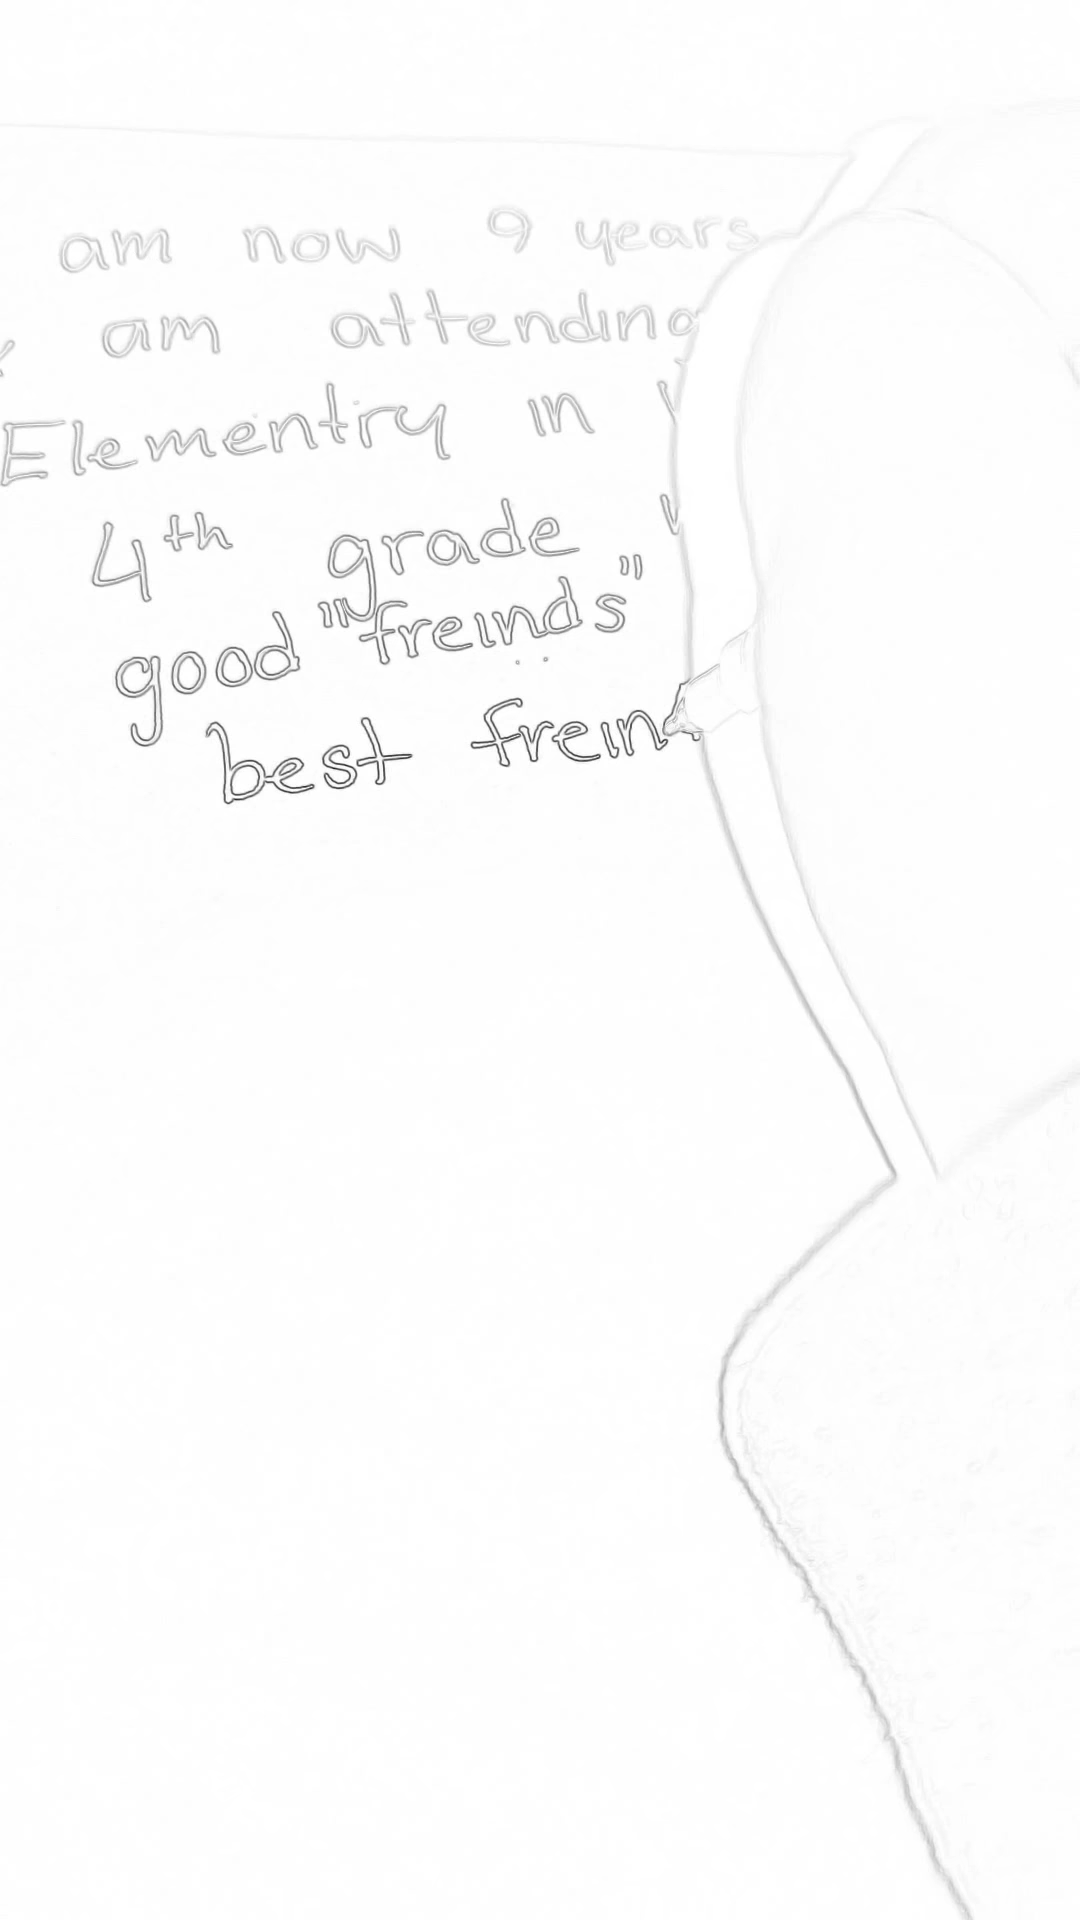 am now 9 years
am attending
Elementry in
4th grade
good "freinds"
best frein